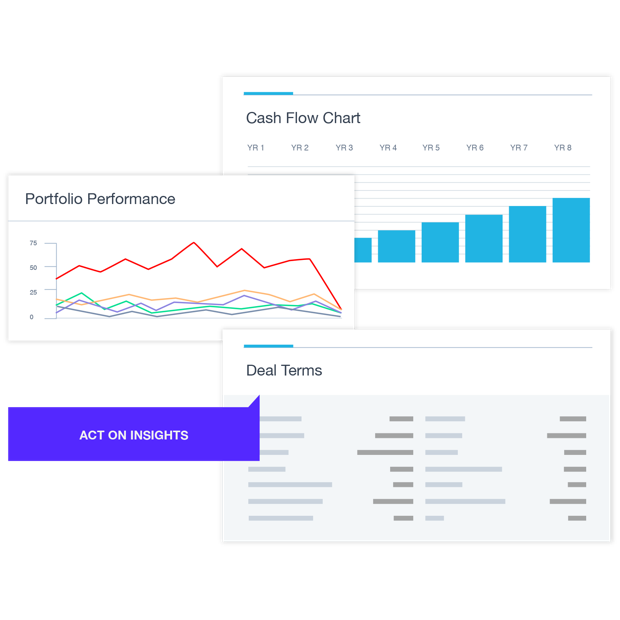 Cash Flow Chart
YR 1 YR 2 YR 3 YR 4 YR 5 YR 6 YR 7 YR 8
Portfolio Performance
75
50
25
0
Deal Terms
ACT ON INSIGHTS